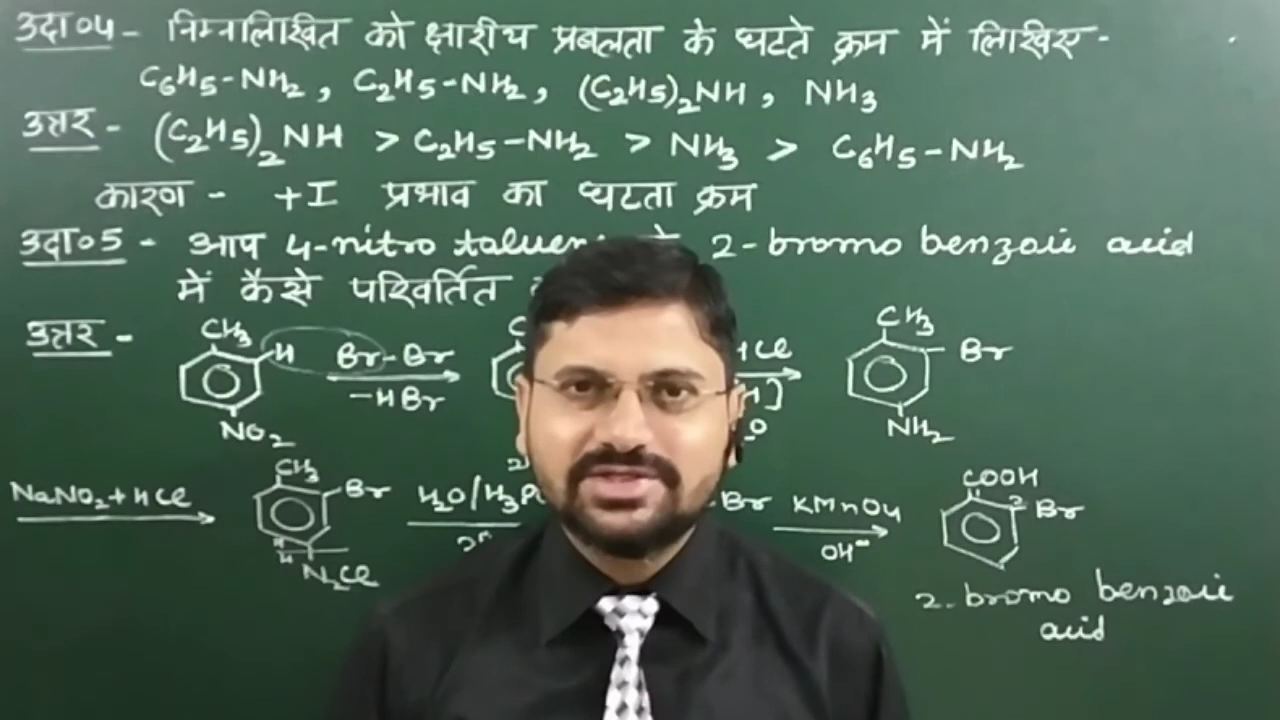 उदा०4- निम्नलिखित को क्षारीय प्रबलता के घटते क्रम में लिखिए-
C6H5-NH2, C2H5-NH2, (C2H5)2NH, NH3
उत्तर- (C2H5)2NH > C2H5-NH2 > NH3 > C6H5-NH2
कारण- +I प्रभाव का घटता क्रम
उदा०5- आप 4-nitro 2-bromo benzoic acid
में कैसे परिवर्तित
उत्तर- CH3 H Br-Br -HBr NO2 CH3 Br NH2
NaNO2+HCl CH3 Br N2Cl H2O/ Br KMnO4 OH- COOH 2 Br
2-bromo benzoic
acid